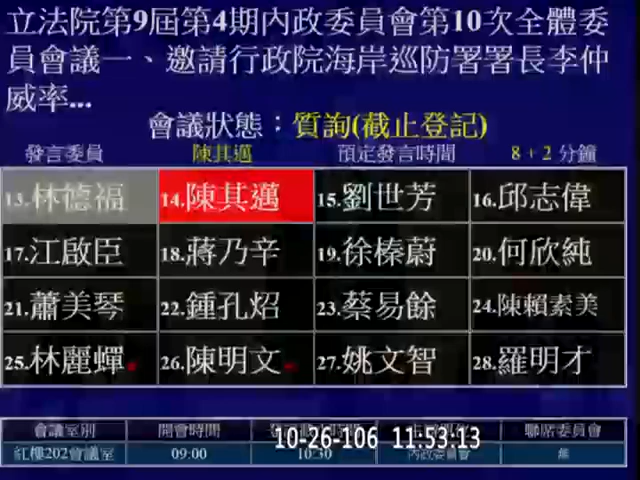 立法院第9屆第4期內政委員會第10次全體委
員會議一、邀請行政院海岸巡防署署長李仲
威率...
會議狀態：質詢(截止登記)
發言委員 陳其邁 預定發言時間 8 + 2 分鐘
13.林德福 14.陳其邁 15.劉世芳 16.邱志偉
17.江啟臣 18.蔣乃辛 19.徐榛蔚 20.何欣純
21.蕭美琴 22.鍾孔炤 23.蔡易餘 24.陳賴素美
25.林麗蟬 26.陳明文 27.姚文智 28.羅明才
會議室別 開會時間 聯席委員會
10-26-106 11:53:13
紅樓202會議室 09:00 10:30 內政委員會 無